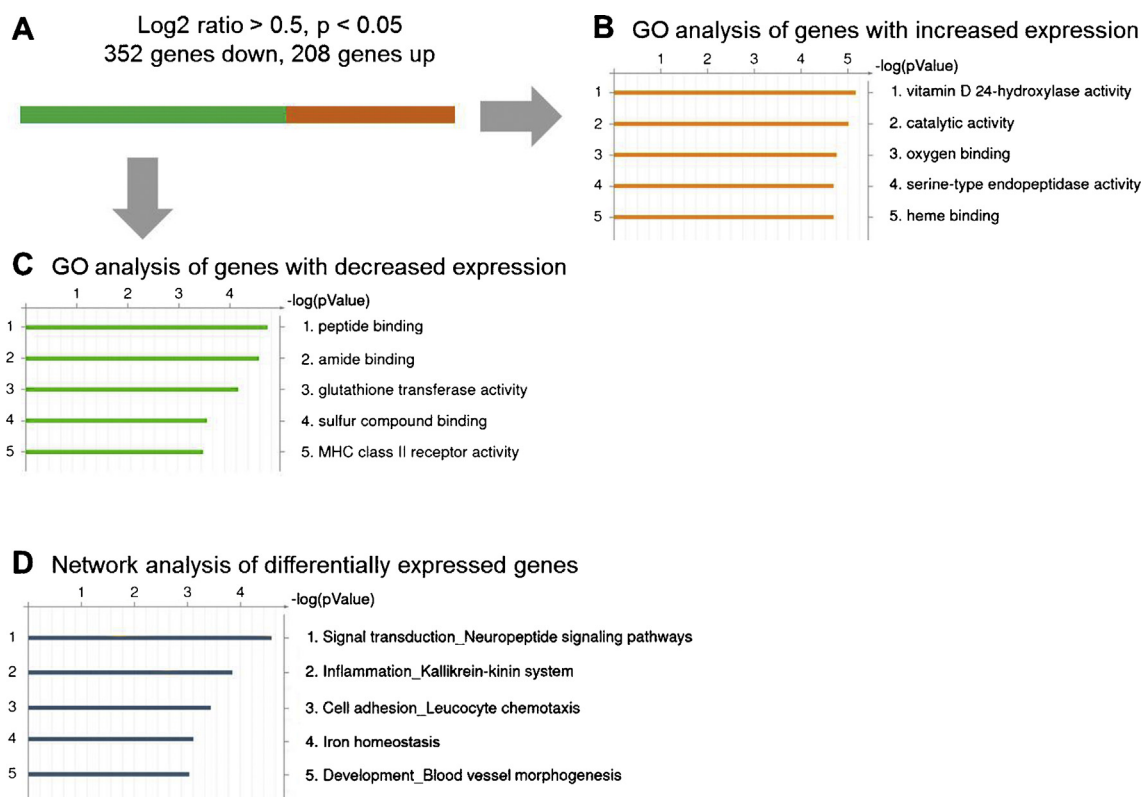 A
Log2 ratio > 0.5, p < 0.05
352 genes down, 208 genes up
B GO analysis of genes with increased expression
1 2 3 4 5 -log(pValue)
1 1. vitamin D 24-hydroxylase activity
2 2. catalytic activity
3 3. oxygen binding
4 4. serine-type endopeptidase activity
5 5. heme binding
C GO analysis of genes with decreased expression
1 2 3 4 -log(pValue)
1 1. peptide binding
2 2. amide binding
3 3. glutathione transferase activity
4 4. sulfur compound binding
5 5. MHC class II receptor activity
D Network analysis of differentially expressed genes
1 2 3 4 -log(pValue)
1 1. Signal transduction_Neuropeptide signaling pathways
2 2. Inflammation_Kallikrein-kinin system
3 3. Cell adhesion_Leucocyte chemotaxis
4 4. Iron homeostasis
5 5. Development_Blood vessel morphogenesis